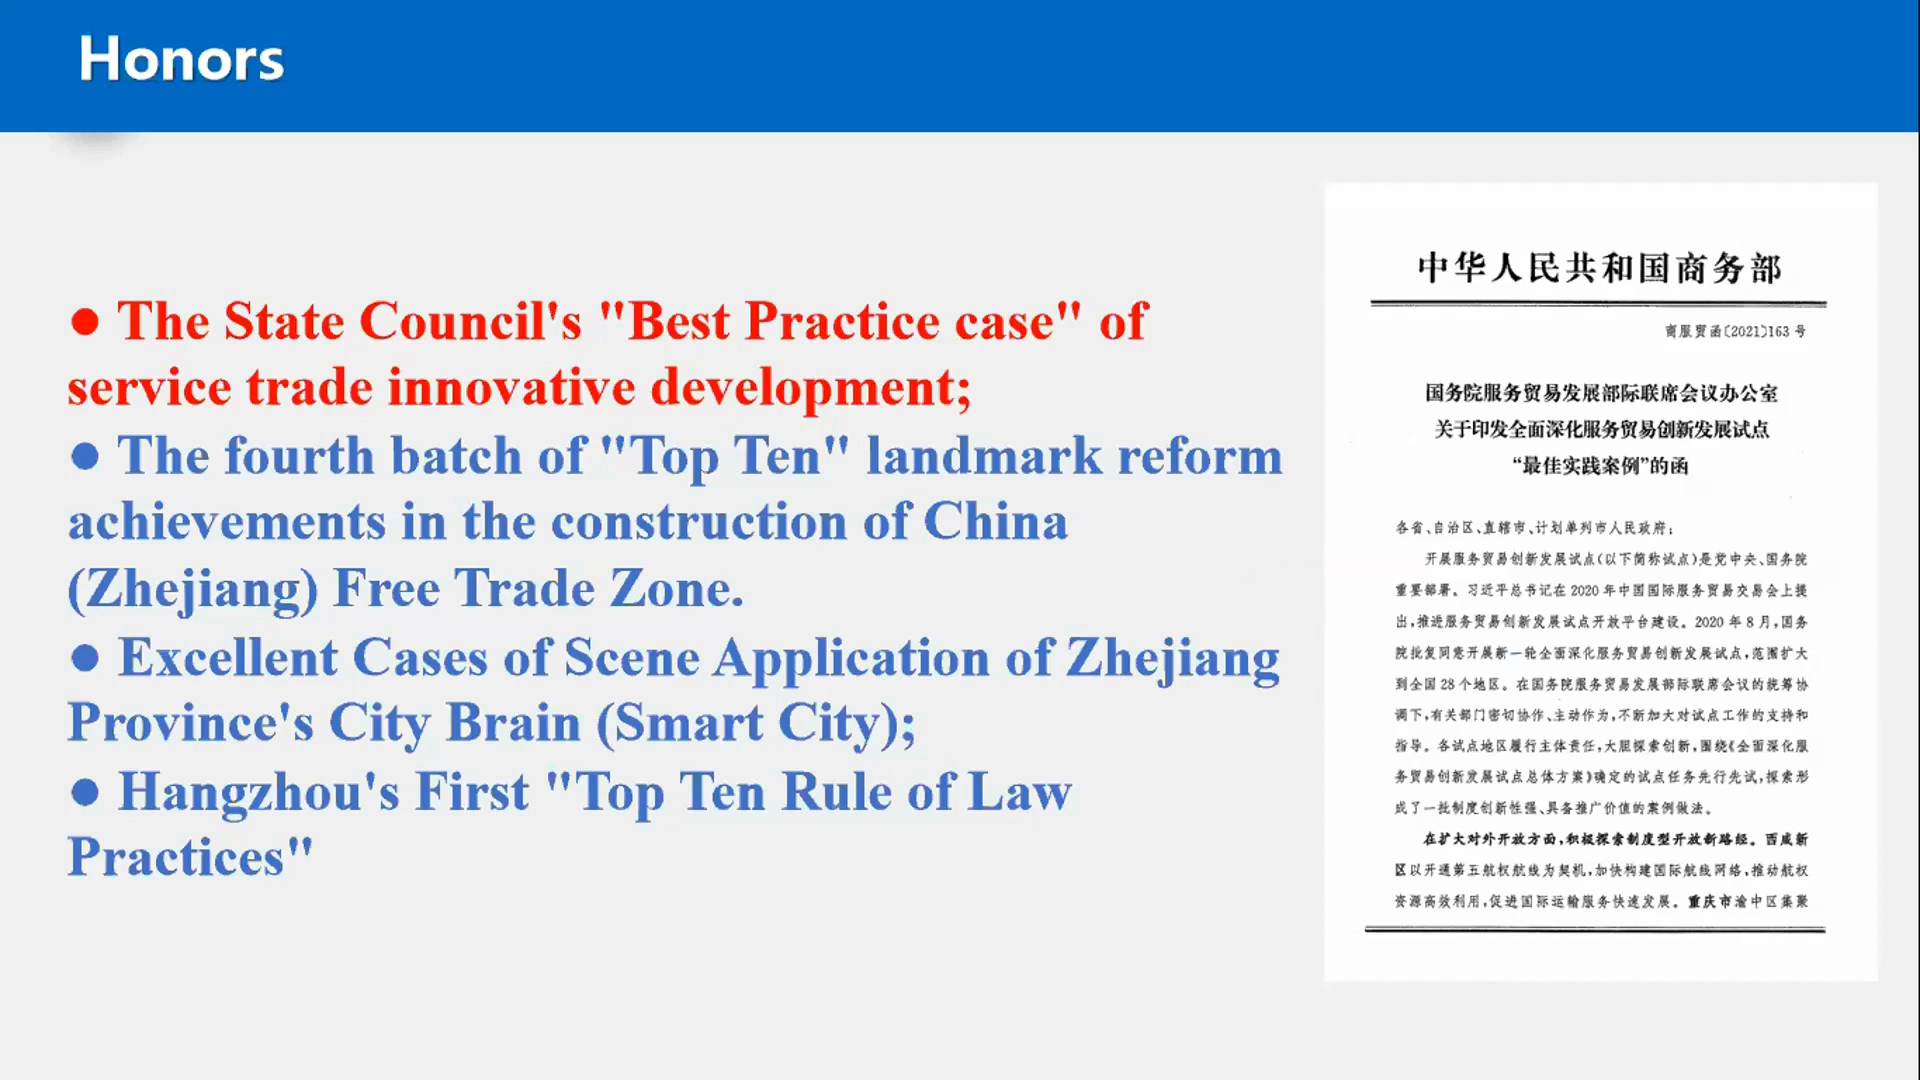 Honors
● The State Council's "Best Practice case" of
service trade innovative development;
● The fourth batch of "Top Ten" landmark reform
achievements in the construction of China
(Zhejiang) Free Trade Zone.
● Excellent Cases of Scene Application of Zhejiang
Province's City Brain (Smart City);
● Hangzhou's First "Top Ten Rule of Law
Practices"
中华人民共和国商务部
商服贸函〔2021〕163 号
国务院服务贸易发展部际联席会议办公室
关于印发全面深化服务贸易创新发展试点
“最佳实践案例”的函
各省、自治区、直辖市、计划单列市人民政府：
开展服务贸易创新发展试点(以下简称试点)是党中央、国务院
重要部署。习近平总书记在 2020 年中国国际服务贸易交易会上提
出,推进服务贸易创新发展试点开放平台建设。2020 年 8 月,国务
院批复同意开展新一轮全面深化服务贸易创新发展试点,范围扩大
到全国 28 个地区。在国务院服务贸易发展部际联席会议的统筹协
调下,有关部门密切协作、主动作为,不断加大对试点工作的支持和
指导。各试点地区履行主体责任,大胆探索创新,围绕《全面深化服
务贸易创新发展试点总体方案》确定的试点任务先行先试,探索形
成了一批制度创新性强、具备推广价值的案例做法。
在扩大对外开放方面,积极探索制度型开放新路径。西咸新
区以开通第五航权航线为契机,加快构建国际航线网络,推动航权
资源高效利用,促进国际运输服务快速发展。重庆市渝中区集聚